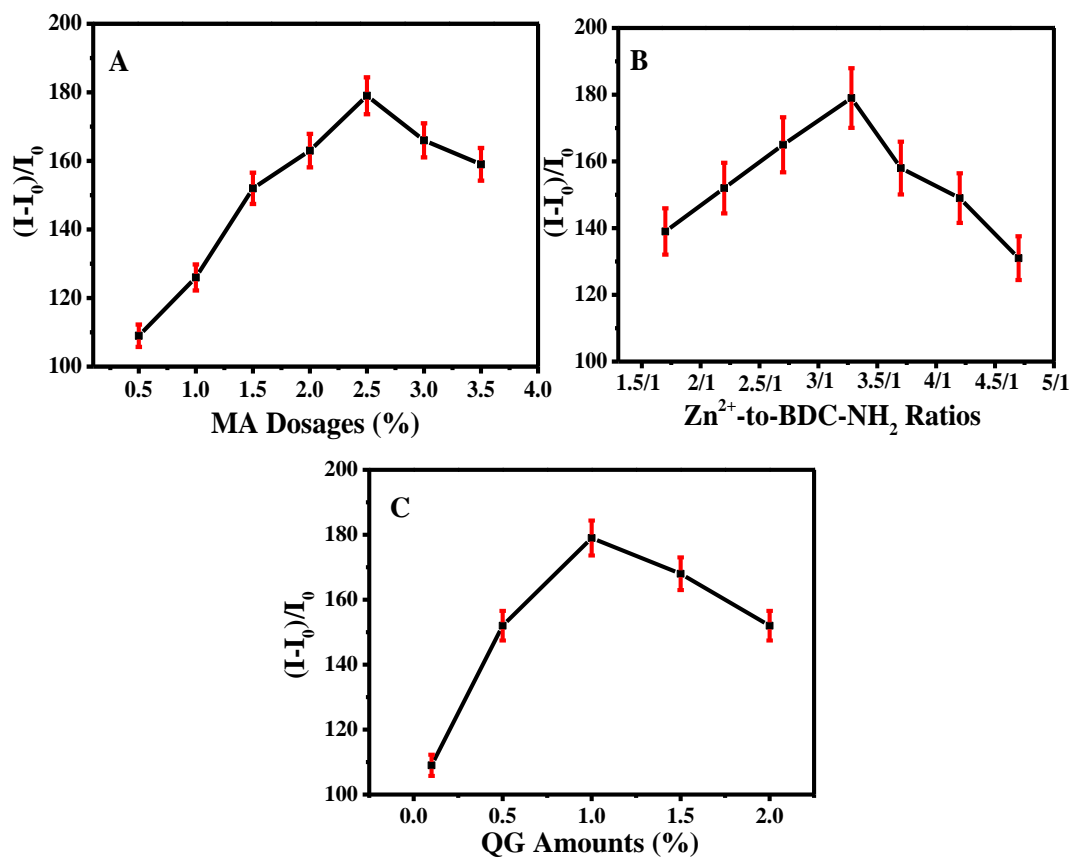 A
(I-I₀)/I₀
200
180
160
140
120
100
0.5 1.0 1.5 2.0 2.5 3.0 3.5 4.0
MA Dosages (%)
B
(I-I₀)/I₀
200
180
160
140
120
100
1.5/1 2/1 2.5/1 3/1 3.5/1 4/1 4.5/1 5/1
Zn²⁺-to-BDC-NH₂ Ratios
C
(I-I₀)/I₀
200
180
160
140
120
100
0.0 0.5 1.0 1.5 2.0
QG Amounts (%)